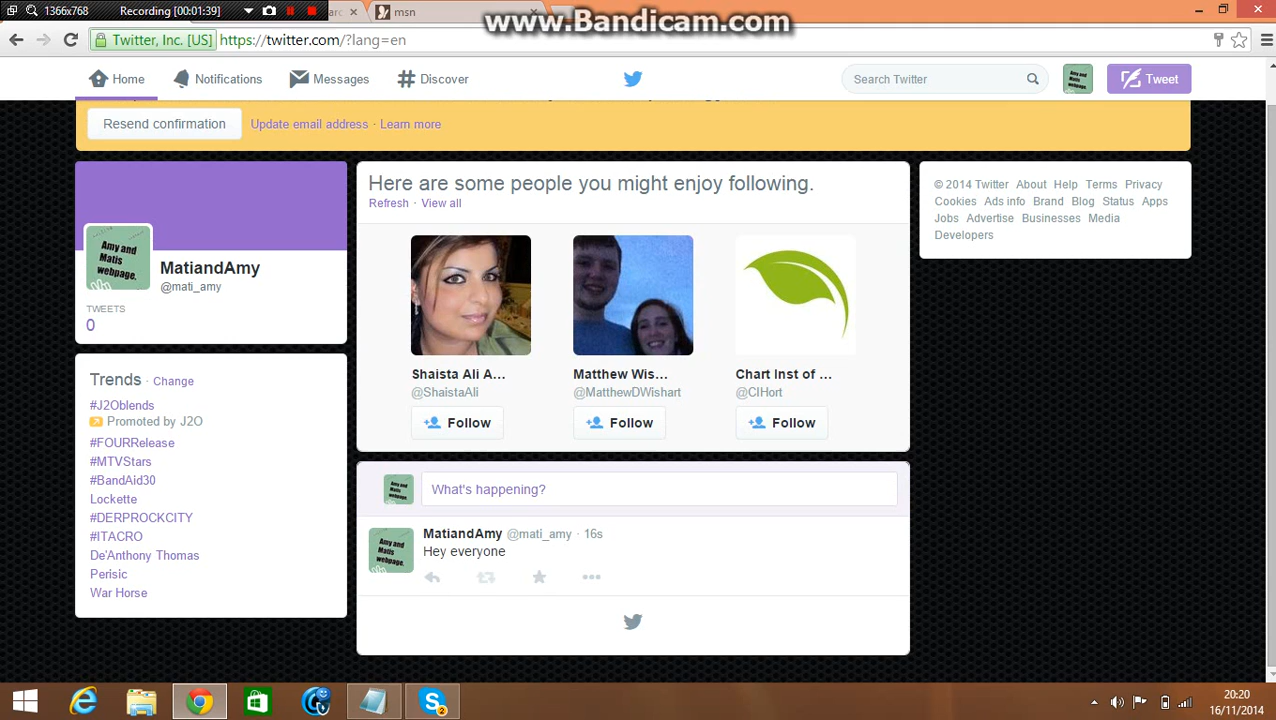 1366x768 Recording [00:01:39]
msn
www.Bandicam.com
Twitter, Inc. [US] https://twitter.com/?lang=en
Home Notifications Messages Discover Search Twitter Tweet
Resend confirmation Update email address · Learn more
MatiandAmy
@mati_amy
TWEETS
0
Amy and
Matis
webpage.
Trends · Change
#J2Oblends
Promoted by J2O
#FOURRelease
#MTVStars
#BandAid30
Lockette
#DERPROCKCITY
#ITACRO
De'Anthony Thomas
Perisic
War Horse
Here are some people you might enjoy following.
Refresh · View all
Shaista Ali A...
@ShaistaAli
Follow
Matthew Wis...
@MatthewDWishart
Follow
Chart Inst of ...
@CIHort
Follow
What's happening?
MatiandAmy @mati_amy · 16s
Hey everyone
© 2014 Twitter About Help Terms Privacy
Cookies Ads info Brand Blog Status Apps
Jobs Advertise Businesses Media
Developers
2
20:20
16/11/2014